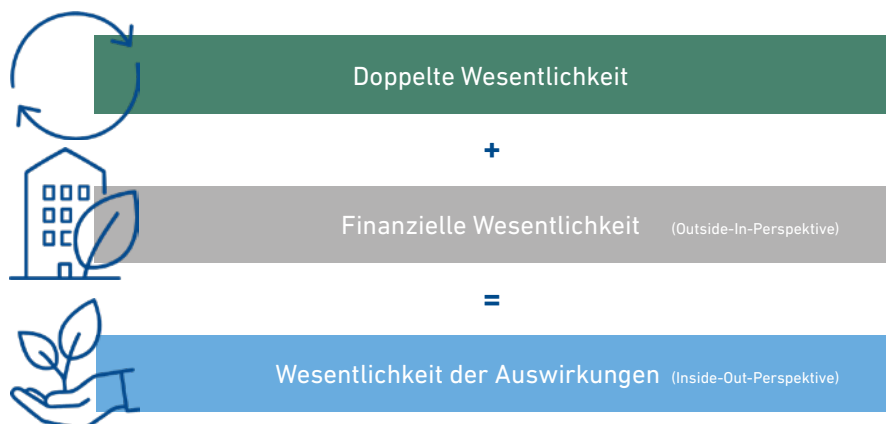 Doppelte Wesentlichkeit
+
Finanzielle Wesentlichkeit (Outside-In-Perspektive)
=
Wesentlichkeit der Auswirkungen (Inside-Out-Perspektive)